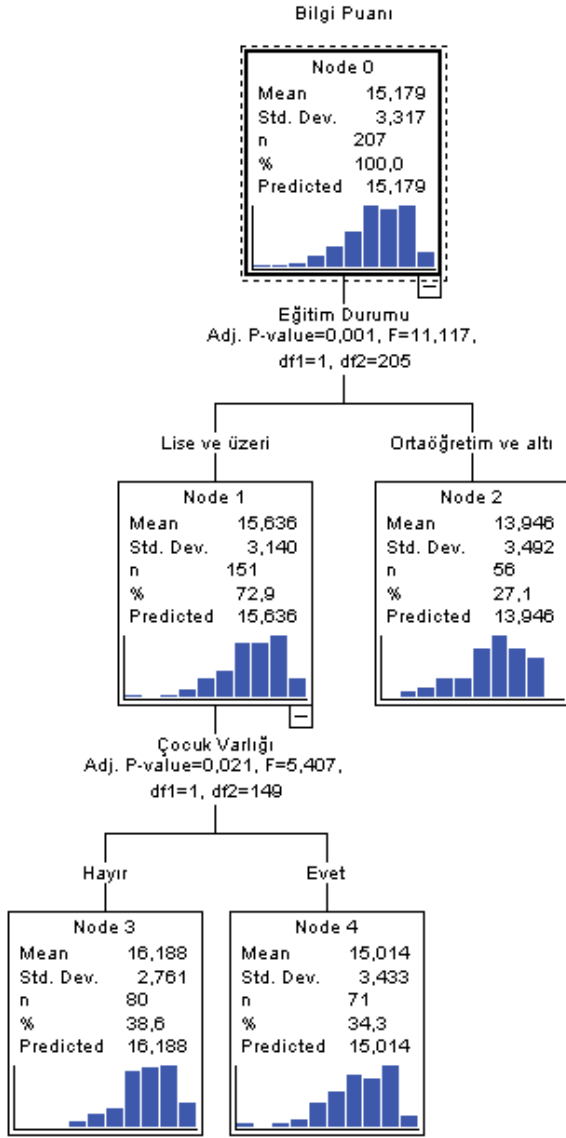 Bilgi Puanı
Node 0
Mean 15,179
Std. Dev. 3,317
n 207
% 100,0
Predicted 15,179
Eğitim Durumu
Adj. P-value=0,001, F=11,117,
df1=1, df2=205
Lise ve üzeri
Ortaöğretim ve altı
Node 1
Mean 15,636
Std. Dev. 3,140
n 151
% 72,9
Predicted 15,636
Node 2
Mean 13,946
Std. Dev. 3,492
n 56
% 27,1
Predicted 13,946
Çocuk Varlığı
Adj. P-value=0,021, F=5,407,
df1=1, df2=149
Hayır
Evet
Node 3
Mean 16,188
Std. Dev. 2,761
n 80
% 38,6
Predicted 16,188
Node 4
Mean 15,014
Std. Dev. 3,433
n 71
% 34,3
Predicted 15,014